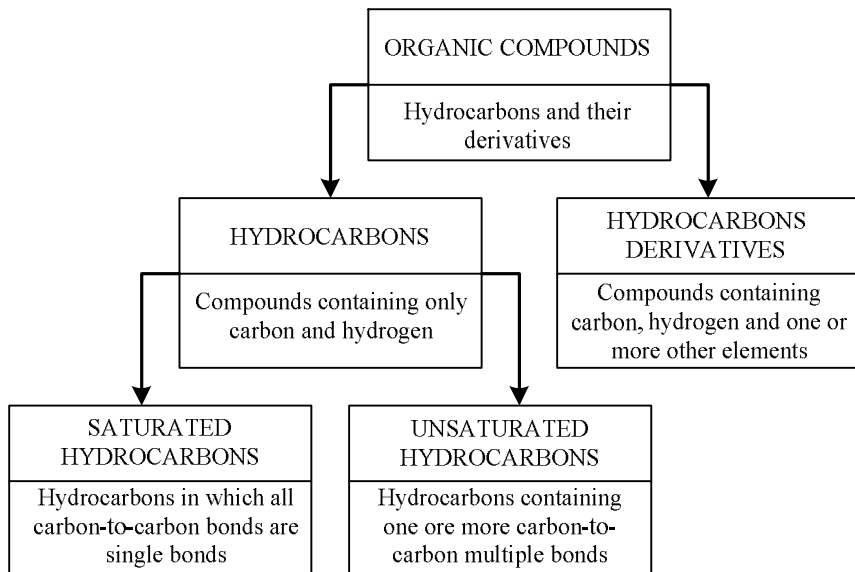 ORGANIC COMPOUNDS
Hydrocarbons and their
derivatives
HYDROCARBONS
Compounds containing only
carbon and hydrogen
HYDROCARBONS
DERIVATIVES
Compounds containing
carbon, hydrogen and one or
more other elements
SATURATED
HYDROCARBONS
Hydrocarbons in which all
carbon-to-carbon bonds are
single bonds
UNSATURATED
HYDROCARBONS
Hydrocarbons containing
one ore more carbon-to-
carbon multiple bonds